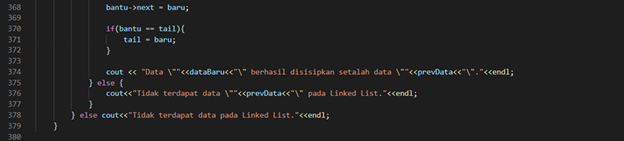 368 bantu->next = baru;
369
370 if(bantu == tail){
371 tail = baru;
372 }
373
374 cout << "Data \""<<dataBaru<<"\" berhasil disisipkan setalah data \""<<prevData<<"\"."<<endl;
375 } else {
376 cout<<"Tidak terdapat data \""<<prevData<<"\" pada Linked List."<<endl;
377 }
378 } else cout<<"Tidak terdapat data pada Linked List."<<endl;
379 }
380